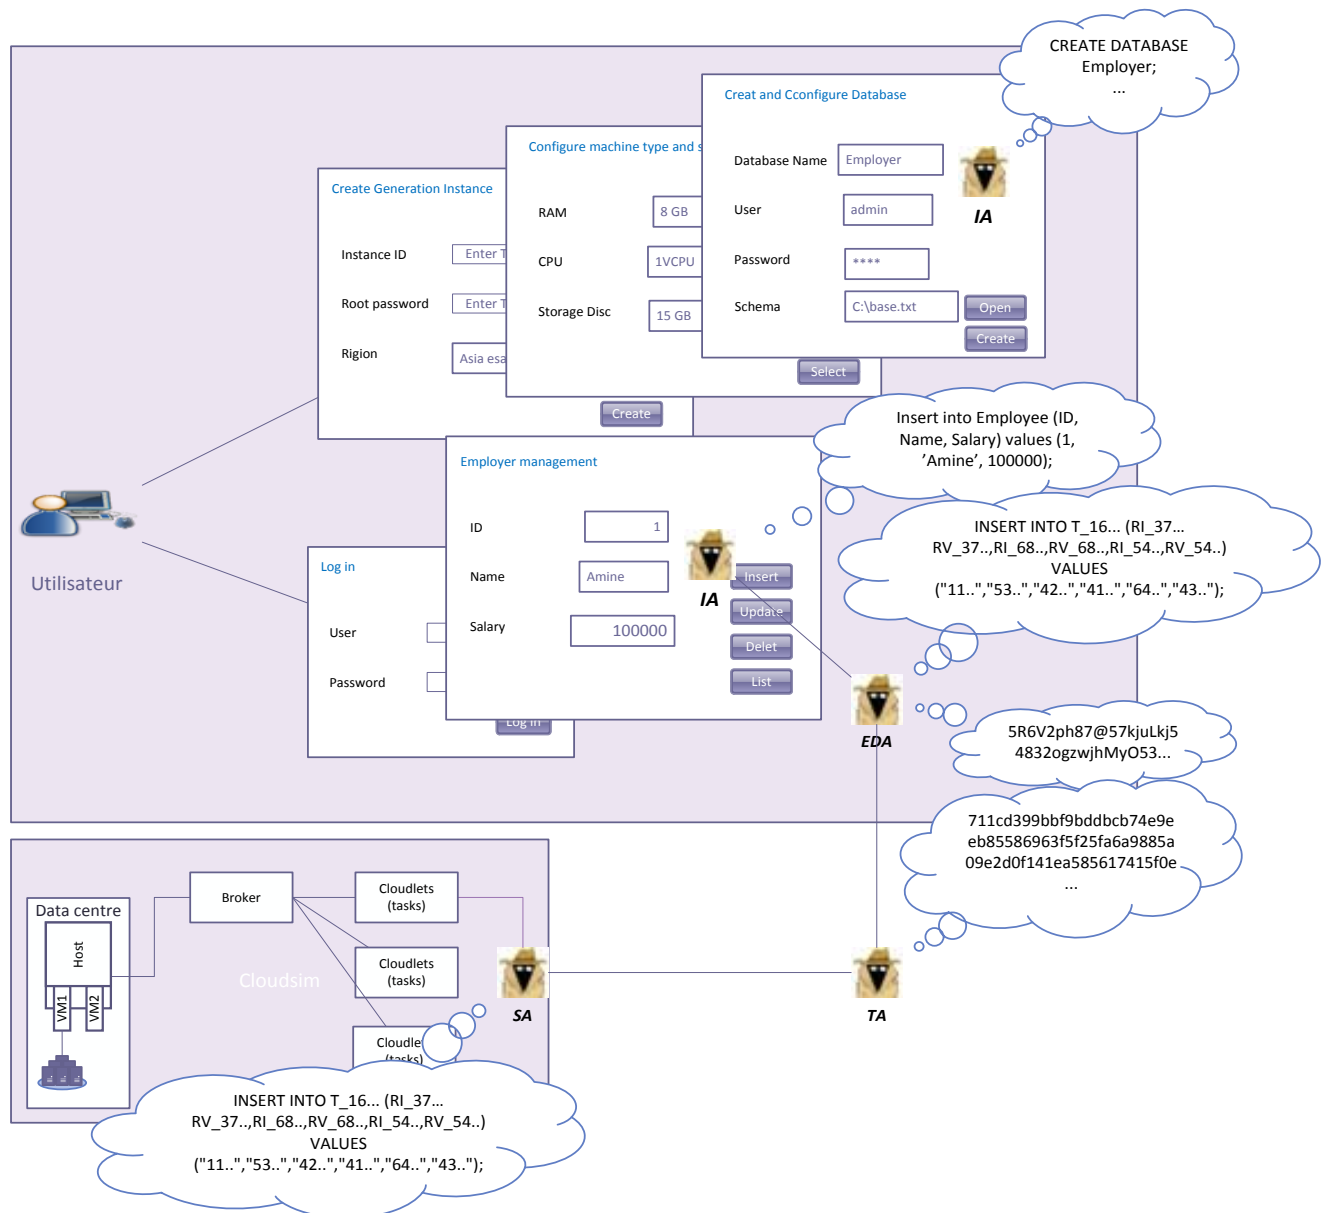 CREATE DATABASE
Employer;
...
Creat and Cconfigure Database
Database Name
Employer
User
admin
IA
Password
****
Schema
C:\base.txt
Open
Create
Configure machine type and s
RAM
8 GB
CPU
1VCPU
Storage Disc
15 GB
Select
Create Generation Instance
Instance ID
Enter T
Root password
Enter T
Rigion
Asia esa
Create
Insert into Employee (ID,
Name, Salary) values (1,
’Amine’, 100000);
Employer management
ID
1
Name
Amine
Salary
100000
IA
Insert
Update
Delet
List
INSERT INTO T_16... (RI_37...
RV_37..,RI_68..,RV_68..,RI_54..,RV_54..)
VALUES
("11..","53..","42..","41..","64..","43..");
Utilisateur
Log in
User
Password
Log in
EDA
5R6V2ph87@57kjuLkj5
4832ogzwjhMyO53...
711cd399bbf9bddbcb74e9e
eb85586963f5f25fa6a9885a
09e2d0f141ea585617415f0e
...
Data centre
Host
VM1
VM2
Broker
Cloudlets
(tasks)
Cloudlets
(tasks)
Cloudlets
(tasks)
Cloudsim
SA
TA
INSERT INTO T_16... (RI_37...
RV_37..,RI_68..,RV_68..,RI_54..,RV_54..)
VALUES
("11..","53..","42..","41..","64..","43..");